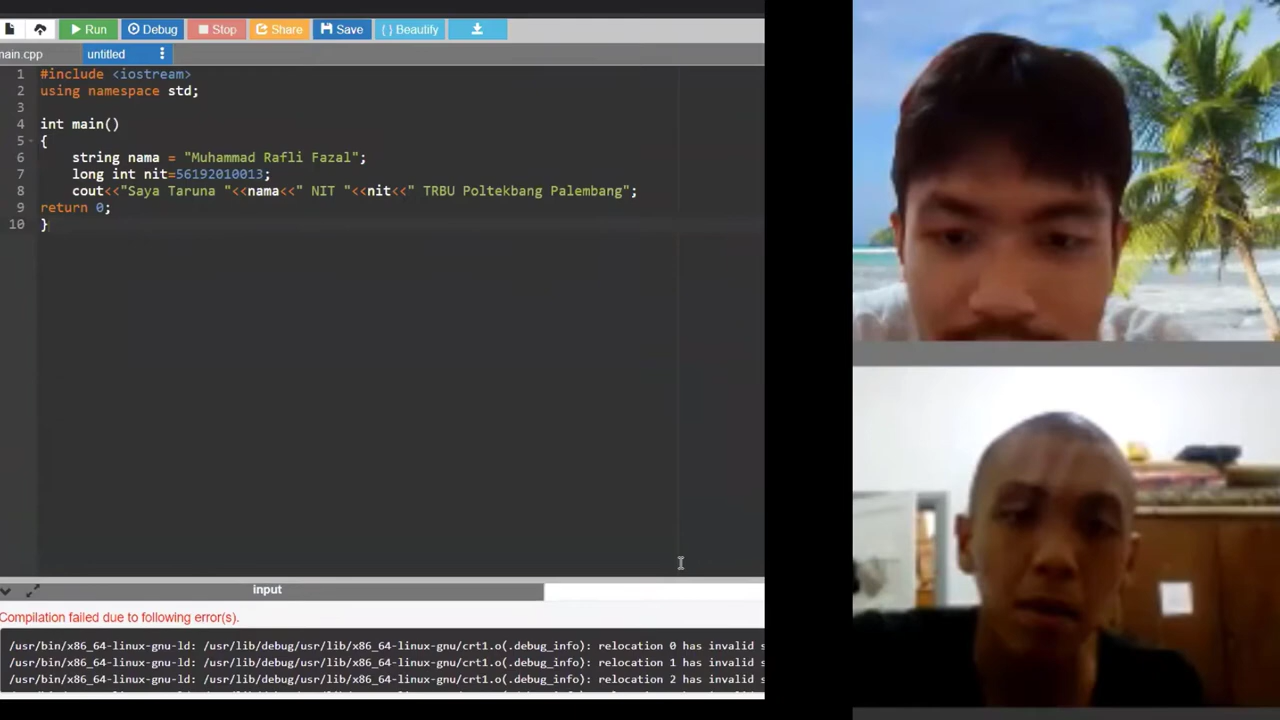 Run Debug Stop Share Save { } Beautify
main.cpp untitled
1 #include <iostream>
2 using namespace std;
3
4 int main()
5 {
6 string nama = "Muhammad Rafli Fazal";
7 long int nit=56192010013;
8 cout<<"Saya Taruna "<<nama<<" NIT "<<nit<<" TRBU Poltekbang Palembang";
9 return 0;
10 }
input
Compilation failed due to following error(s).
/usr/bin/x86_64-linux-gnu-ld: /usr/lib/debug/usr/lib/x86_64-linux-gnu/crt1.o(.debug_info): relocation 0 has invalid s
/usr/bin/x86_64-linux-gnu-ld: /usr/lib/debug/usr/lib/x86_64-linux-gnu/crt1.o(.debug_info): relocation 1 has invalid s
/usr/bin/x86_64-linux-gnu-ld: /usr/lib/debug/usr/lib/x86_64-linux-gnu/crt1.o(.debug_info): relocation 2 has invalid s